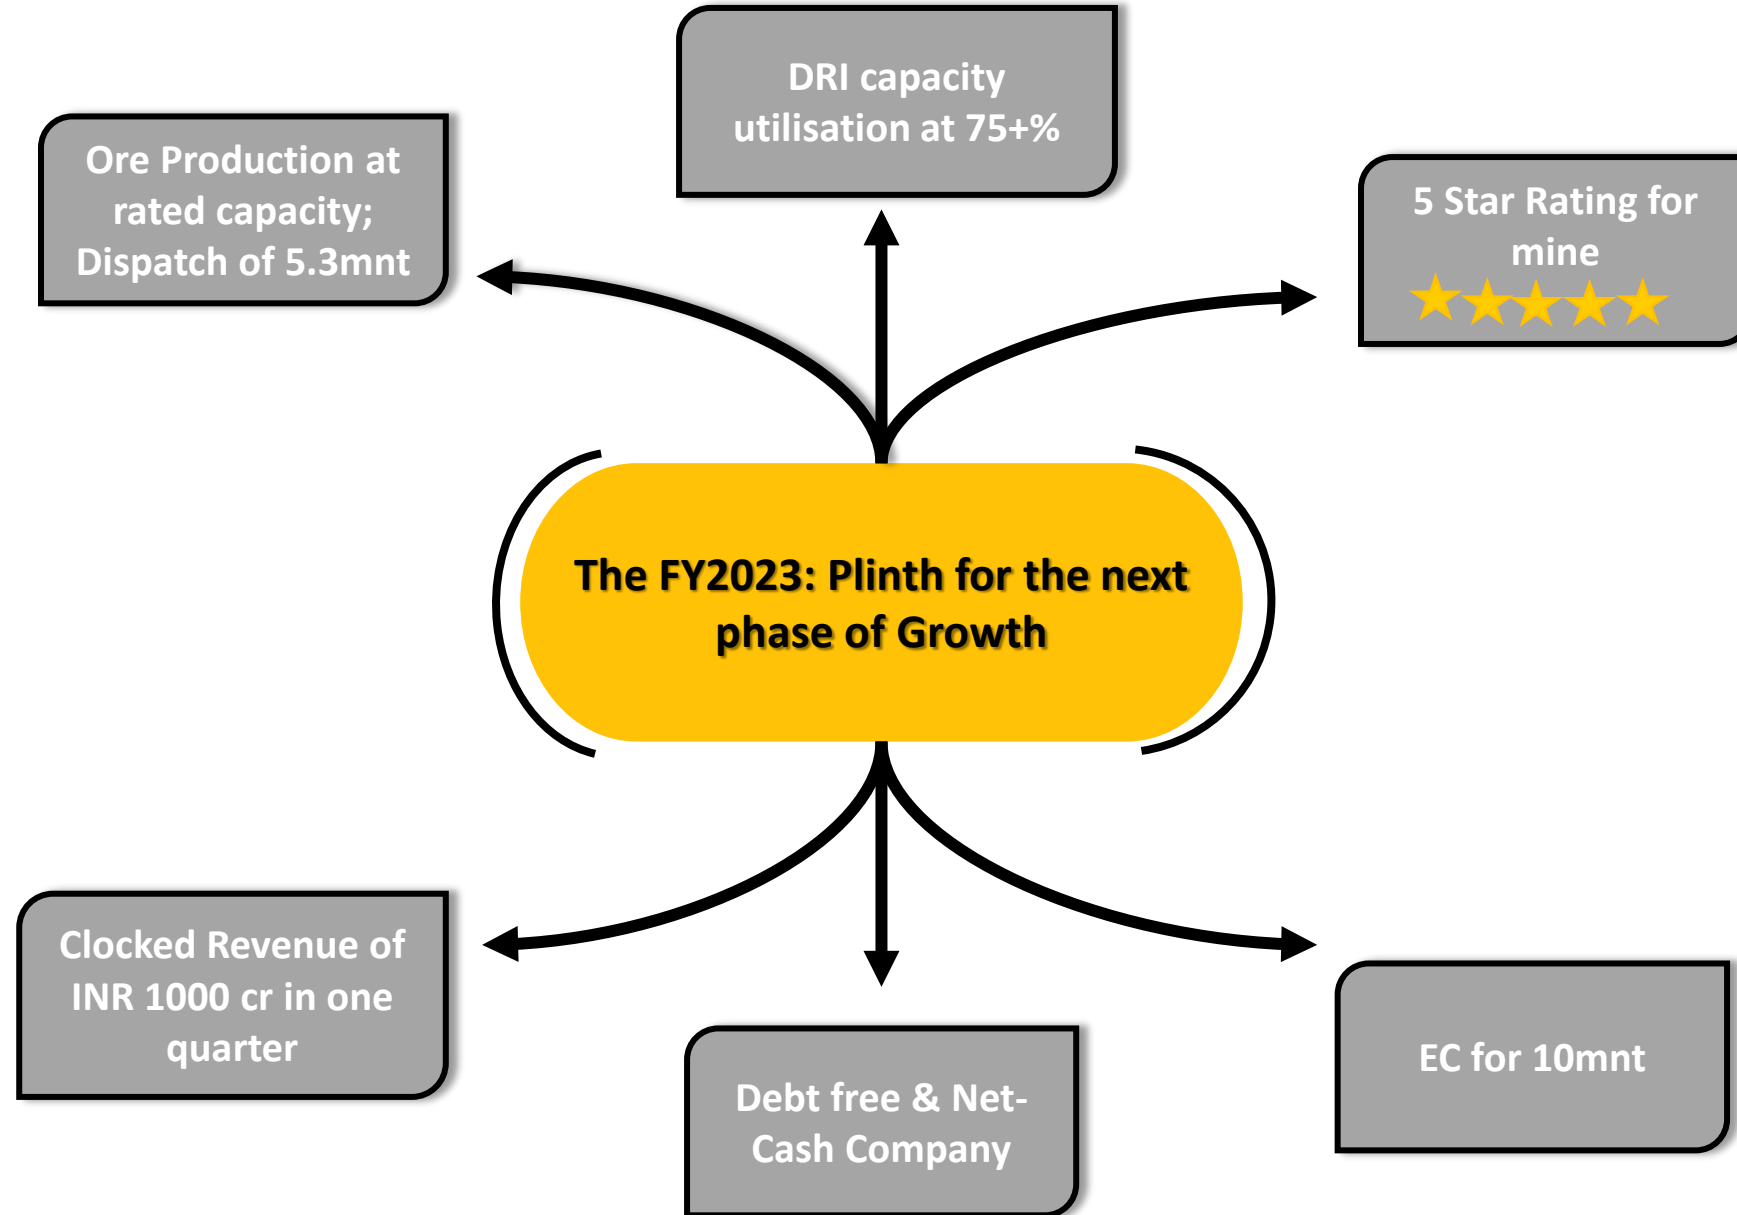 DRI capacity
utilisation at 75+%
Ore Production at
rated capacity;
Dispatch of 5.3mnt
5 Star Rating for
mine
The FY2023: Plinth for the next
phase of Growth
Clocked Revenue of
INR 1000 cr in one
quarter
Debt free & Net-
Cash Company
EC for 10mnt